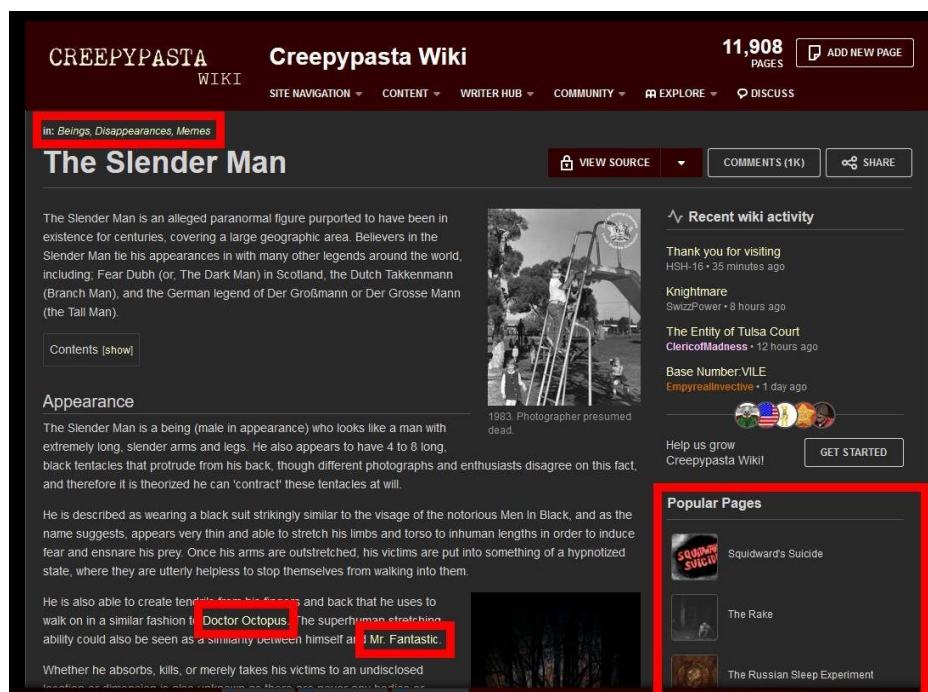 CREEPYPASTA
WIKI
Creepypasta Wiki
11,908
PAGES
ADD NEW PAGE
SITE NAVIGATION
CONTENT
WRITER HUB
COMMUNITY
EXPLORE
DISCUSS
in: Beings, Disappearances, Memes
The Slender Man
VIEW SOURCE
COMMENTS (1K)
SHARE
The Slender Man is an alleged paranormal figure purported to have been in
existence for centuries, covering a large geographic area. Believers in the
Slender Man tie his appearances in with many other legends around the world,
including; Fear Dubh (or, The Dark Man) in Scotland, the Dutch Takkenmann
(Branch Man), and the German legend of Der Großmann or Der Grosse Mann
(the Tall Man).
Contents [show]
1983. Photographer presumed
dead.
Appearance
The Slender Man is a being (male in appearance) who looks like a man with
extremely long, slender arms and legs. He also appears to have 4 to 8 long,
black tentacles that protrude from his back, though different photographs and enthusiasts disagree on this fact,
and therefore it is theorized he can 'contract' these tentacles at will.
He is described as wearing a black suit strikingly similar to the visage of the notorious Men In Black, and as the
name suggests, appears very thin and able to stretch his limbs and torso to inhuman lengths in order to induce
fear and ensnare his prey. Once his arms are outstretched, his victims are put into something of a hypnotized
state, where they are utterly helpless to stop themselves from walking into them.
He is also able to create tendrils from his fingers and back that he uses to
walk on in a similar fashion to Doctor Octopus. The superhuman stretching
ability could also be seen as a similarity between himself and Mr. Fantastic.
Whether he absorbs, kills, or merely takes his victims to an undisclosed
Recent wiki activity
Thank you for visiting
HSH-16 • 35 minutes ago
Knightmare
SwizzPower • 8 hours ago
The Entity of Tulsa Court
ClericofMadness • 12 hours ago
Base Number:VILE
EmpyrealInvective • 1 day ago
Help us grow
Creepypasta Wiki!
GET STARTED
Popular Pages
SQUIDWARD
SUICID
Squidward's Suicide
The Rake
The Russian Sleep Experiment